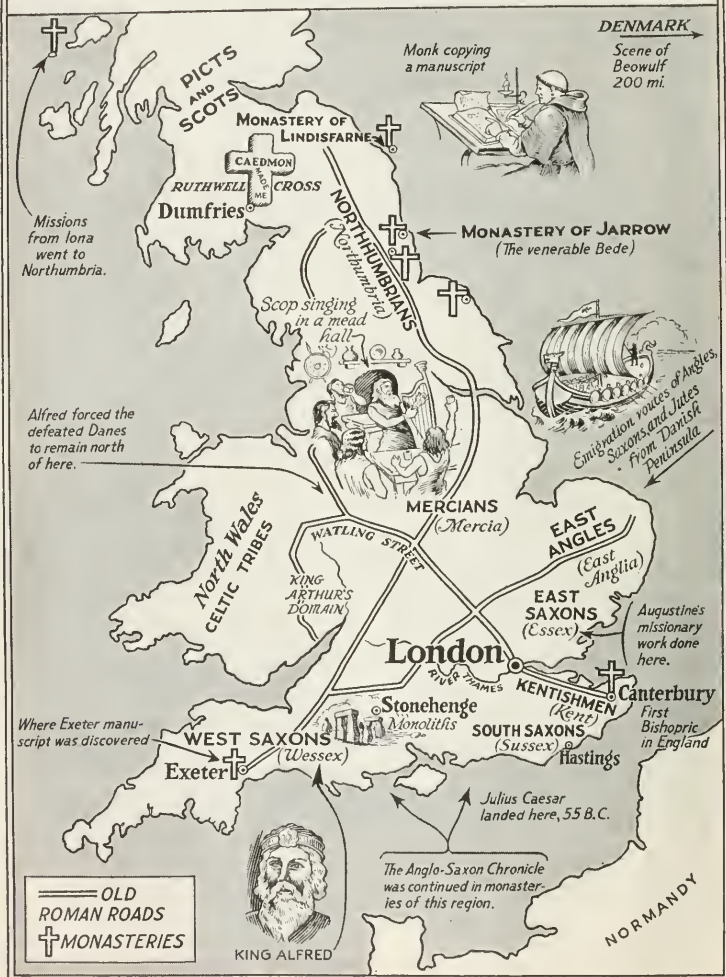 DENMARK
Scene of
Beowulf
200 mi.
Monk copying
a manuscript
PICTS
AND
SCOTS
MONASTERY OF
LINDISFARNE
CAEDMON
MADE
ME
RUTHWELL CROSS
Dumfries
Missions
from Iona
went to
Northumbria.
NORTHHUMBRIANS
(Northumbria)
MONASTERY OF JARROW
(The venerable Bede)
Scop singing
in a mead
hall
Emigration routes of Angles,
Saxons, and Jutes
from Danish
Peninsula
Alfred forced the
defeated Danes
to remain north
of here.
MERCIANS
(Mercia)
WATLING STREET
North Wales
CELTIC TRIBES
KING
ARTHUR'S
DOMAIN
EAST
ANGLES
(East
Anglia)
EAST
SAXONS
(Essex)
Augustine's
missionary
work done
here.
London
RIVER THAMES
KENTISHMEN
(Kent)
Canterbury
First
Bishopric
in England
Stonehenge
Monoliths
SOUTH SAXONS
(Sussex)
Hastings
Where Exeter manu-
script was discovered
WEST SAXONS
(Wessex)
Exeter
Julius Caesar
landed here, 55 B.C.
The Anglo-Saxon Chronicle
was continued in monaster-
ies of this region.
NORMANDY
OLD
ROMAN ROADS
MONASTERIES
KING ALFRED